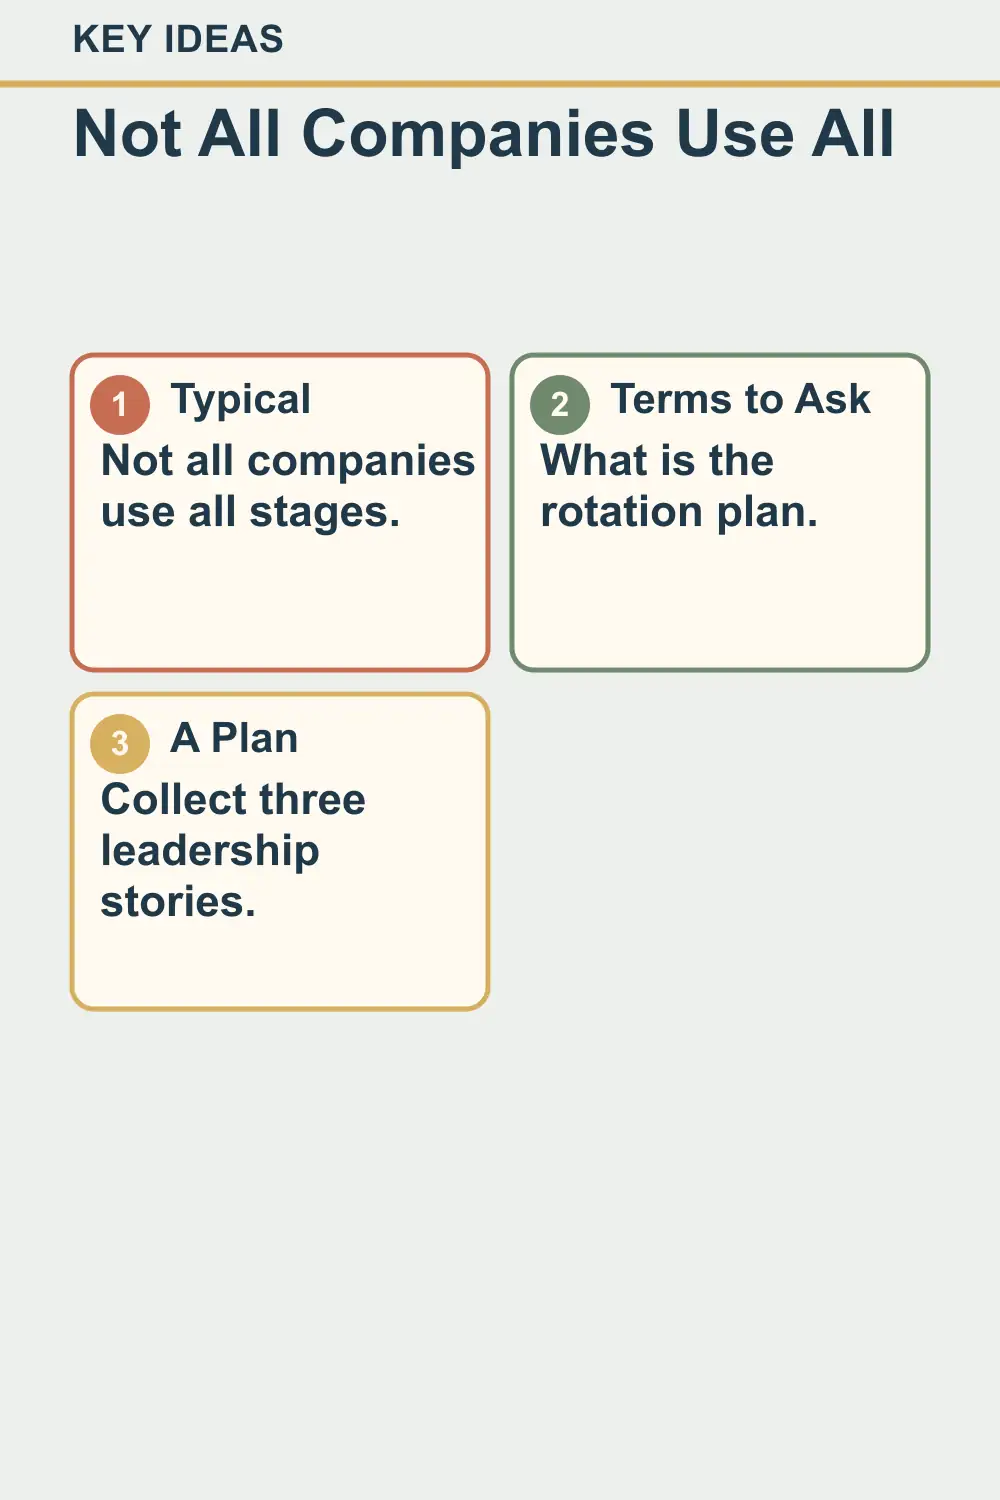 KEY IDEAS
Not All Companies Use All
1 Typical
Not all companies
use all stages.
2 Terms to Ask
What is the
rotation plan.
3 A Plan
Collect three
leadership
stories.